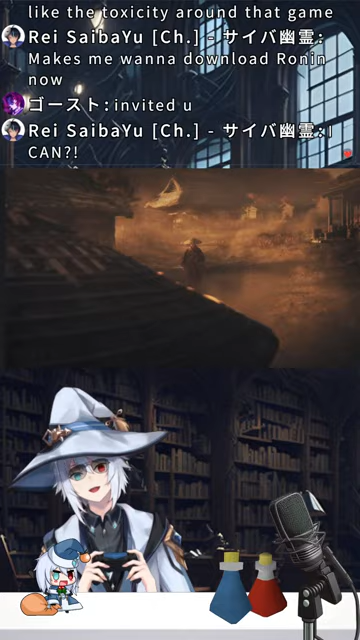 like the toxicity around that game
Rei SaibaYu [Ch.] - サイバ幽霊:
Makes me wanna download Ronin
now
ゴースト: invited u
Rei SaibaYu [Ch.] - サイバ幽霊: I
CAN?!